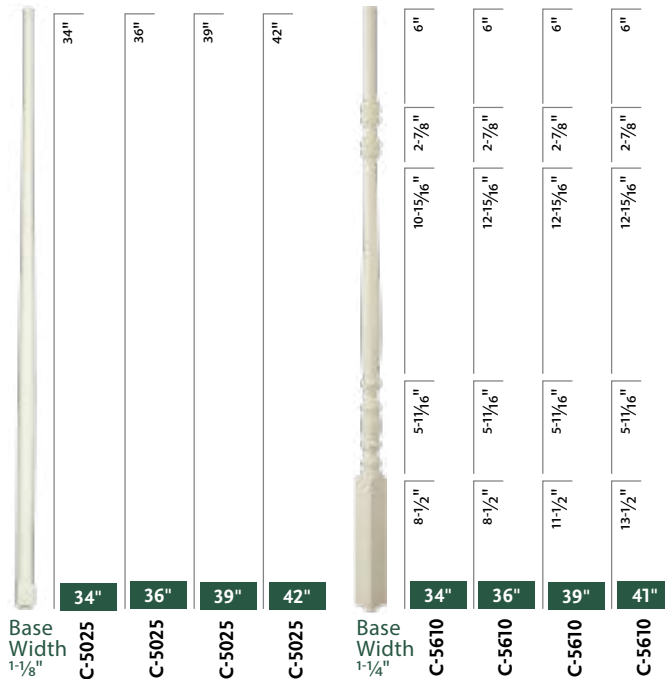 34" 36" 39" 42"
34" 36" 39" 42"
Base
Width
1-1/8"
C-5025 C-5025 C-5025 C-5025
6" 6" 6" 6"
2-7/8" 2-7/8" 2-7/8" 2-7/8"
10-15/16" 12-15/16" 12-15/16" 12-15/16"
5-11/16" 5-11/16" 5-11/16" 5-11/16"
8-1/2" 8-1/2" 11-1/2" 13-1/2"
34" 36" 39" 41"
Base
Width
1-1/4"
C-5610 C-5610 C-5610 C-5610